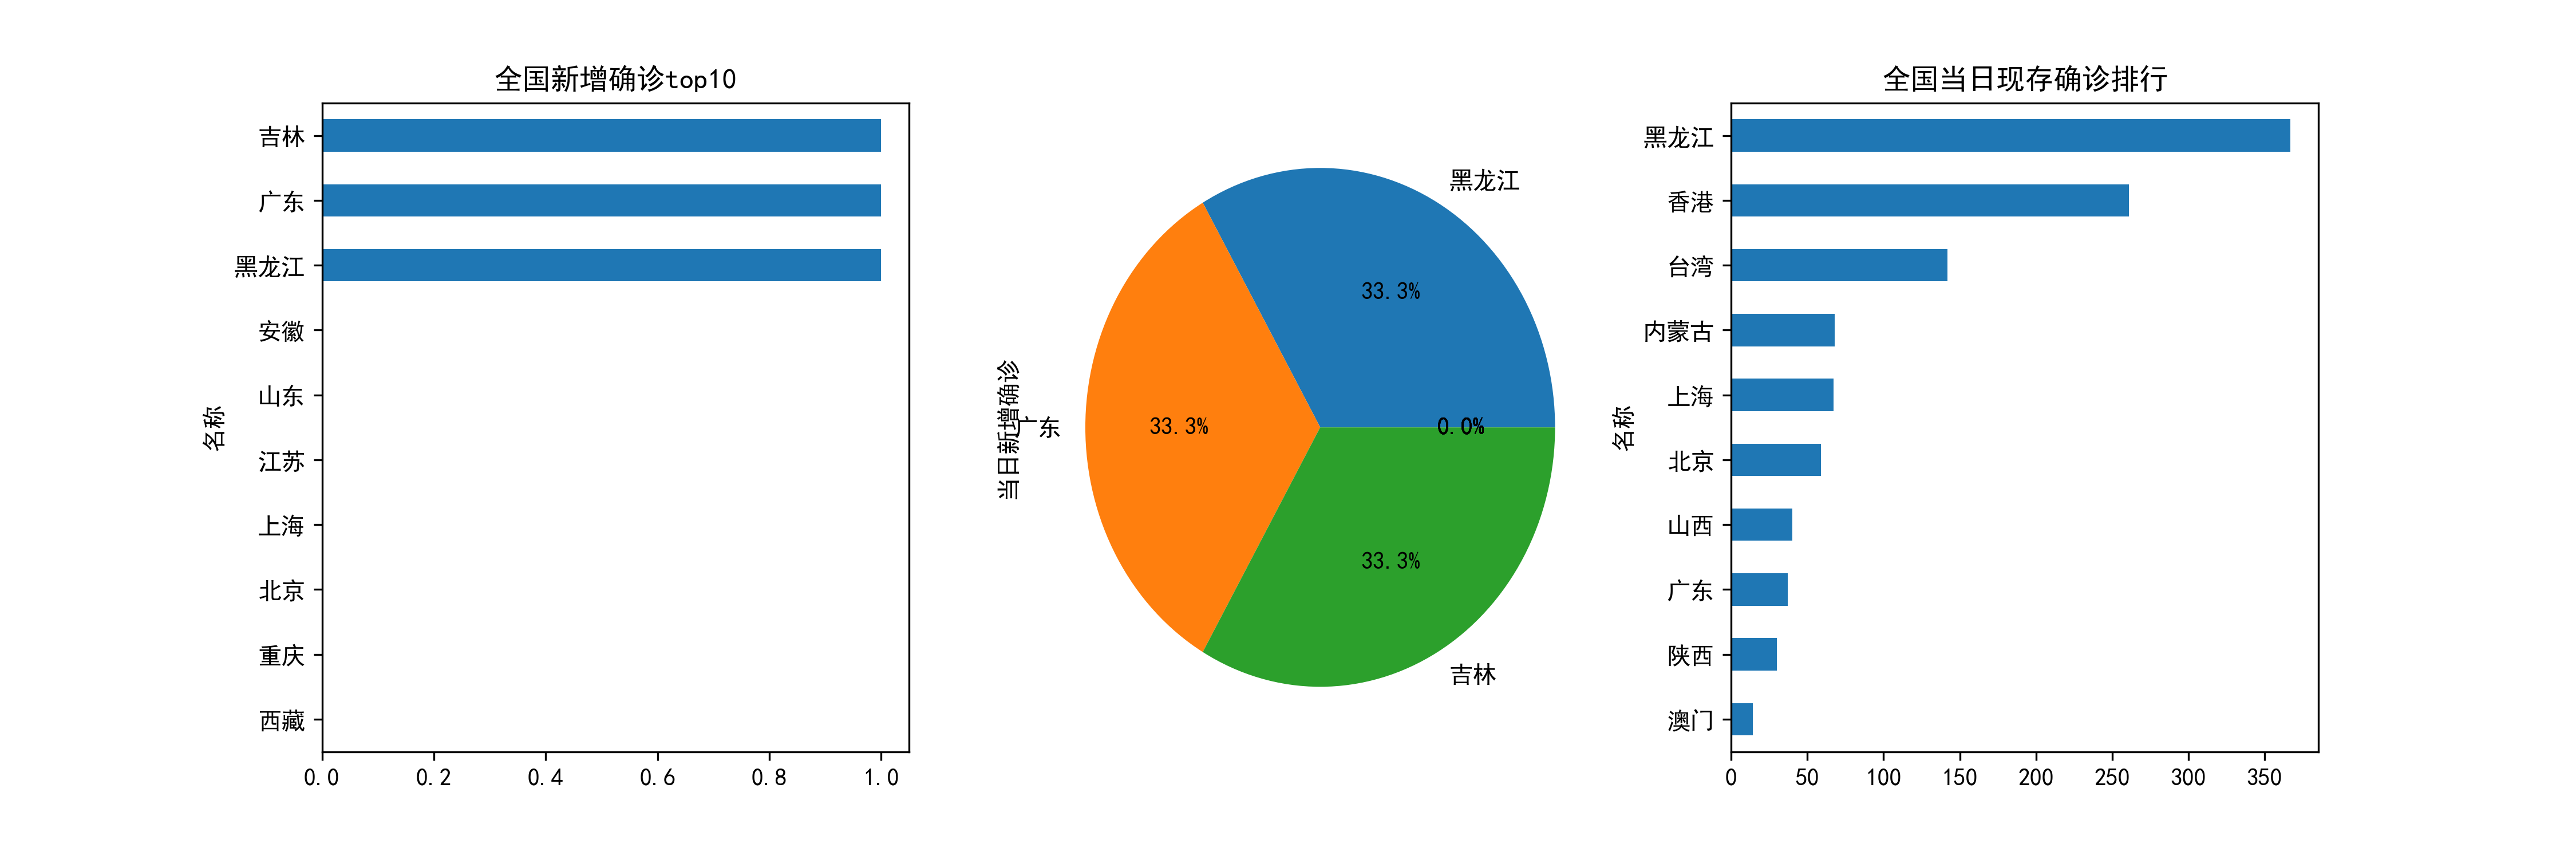 全国新增确诊top10
名称
吉林
广东
黑龙江
安徽
山东
江苏
上海
北京
重庆
西藏
0.0 0.2 0.4 0.6 0.8 1.0
当日新增确诊
黑龙江
33.3%
广东
33.3%
0.0%
33.3%
吉林
全国当日现存确诊排行
名称
黑龙江
香港
台湾
内蒙古
上海
北京
山西
广东
陕西
澳门
0 50 100 150 200 250 300 350